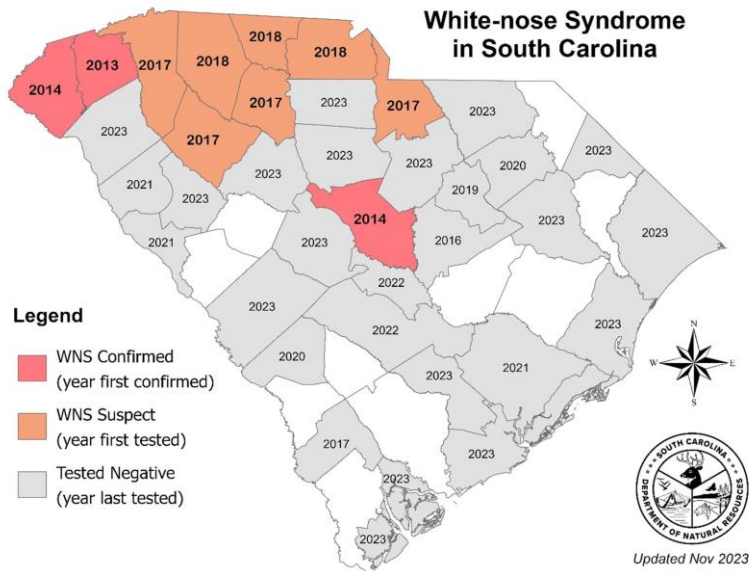 White-nose Syndrome
in South Carolina
2018
2013
2017
2018
2018
2014
2017
2023
2017
2023
2023
2017
2023
2023
2020
2023
2023
2021
2023
2019
2023
2023
2014
2021
2023
2016
2022
2023
2022
2023
2020
2023
2021
2017
2023
2023
2023
Legend
WNS Confirmed
(year first confirmed)
WNS Suspect
(year first tested)
Tested Negative
(year last tested)
N
W
E
S
SOUTH CAROLINA
DEPARTMENT OF NATURAL RESOURCES
Updated Nov 2023